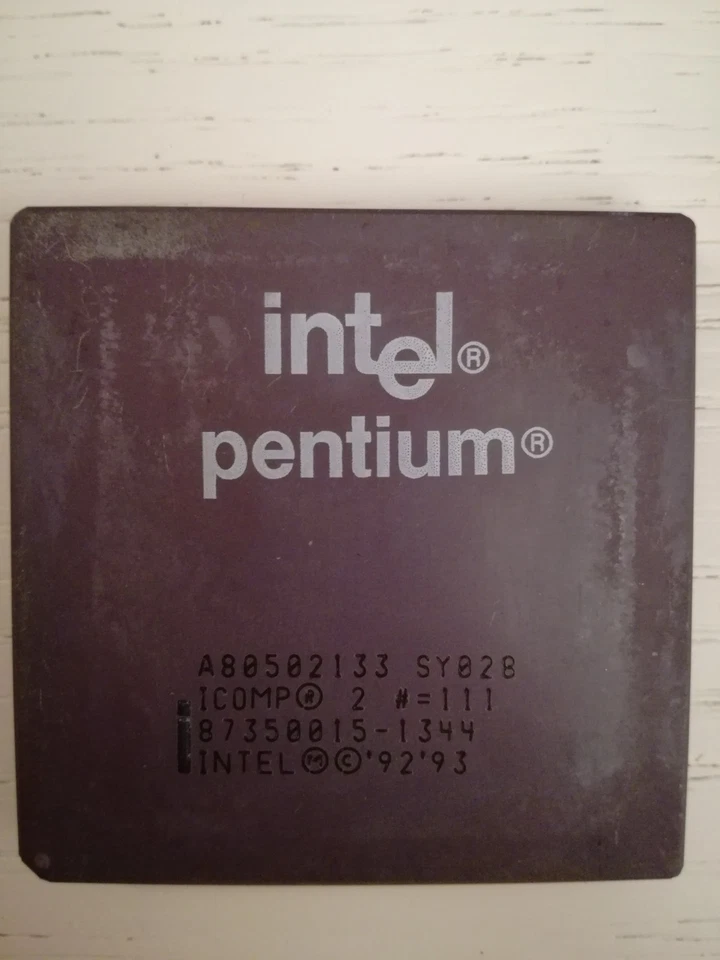 intel®
pentium®
A80502133 SY028
ICOMP® 2 #=111
87350015-1344
INTEL Ⓜ © '92'93